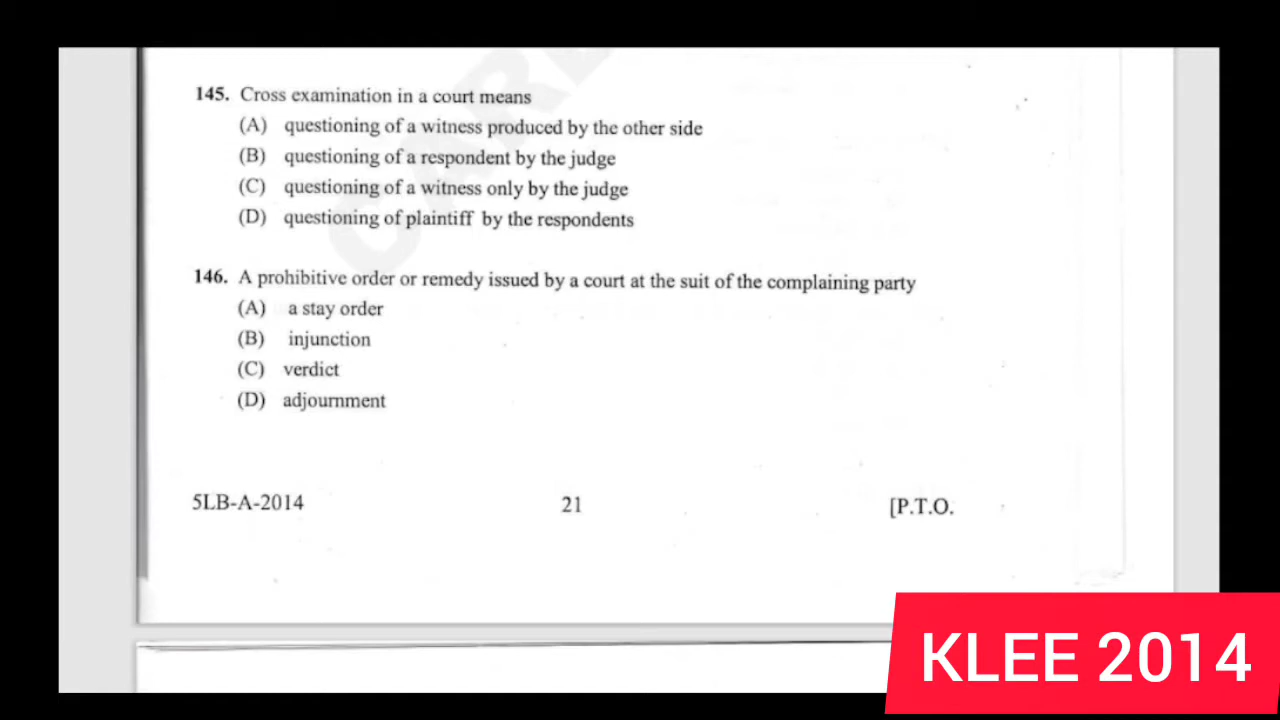 145. Cross examination in a court means
(A) questioning of a witness produced by the other side
(B) questioning of a respondent by the judge
(C) questioning of a witness only by the judge
(D) questioning of plaintiff by the respondents
146. A prohibitive order or remedy issued by a court at the suit of the complaining party
(A) a stay order
(B) injunction
(C) verdict
(D) adjournment
5LB-A-2014 21 [P.T.O.
KLEE 2014